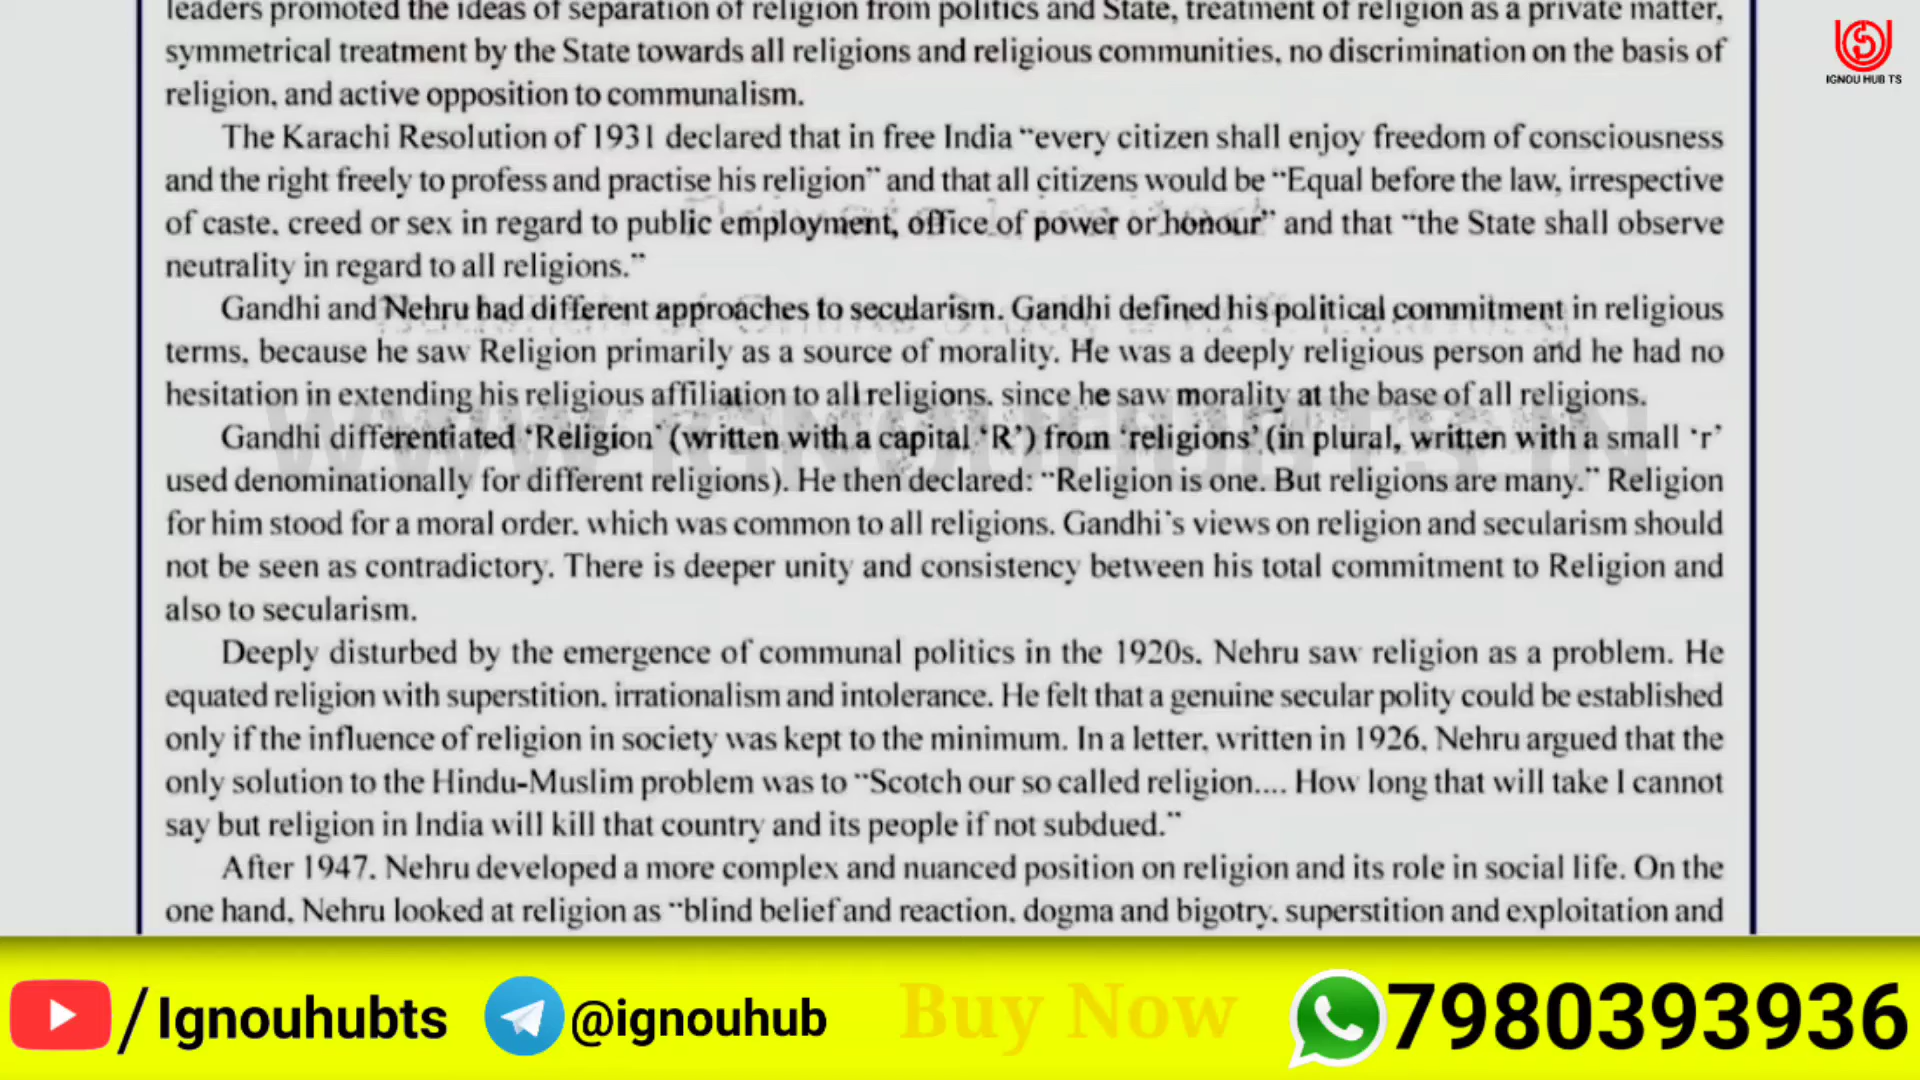 leaders promoted the ideas of separation of religion from politics and State, treatment of religion as a private matter,
symmetrical treatment by the State towards all religions and religious communities, no discrimination on the basis of
religion, and active opposition to communalism.
The Karachi Resolution of 1931 declared that in free India “every citizen shall enjoy freedom of consciousness
and the right freely to profess and practise his religion” and that all citizens would be “Equal before the law, irrespective
of caste, creed or sex in regard to public employment, office of power or honour” and that “the State shall observe
neutrality in regard to all religions.”
Gandhi and Nehru had different approaches to secularism. Gandhi defined his political commitment in religious
terms, because he saw Religion primarily as a source of morality. He was a deeply religious person and he had no
hesitation in extending his religious affiliation to all religions, since he saw morality at the base of all religions.
Gandhi differentiated ‘Religion’ (written with a capital ‘R’) from ‘religions’ (in plural, written with a small ‘r’
used denominationally for different religions). He then declared: “Religion is one. But religions are many.” Religion
for him stood for a moral order, which was common to all religions. Gandhi’s views on religion and secularism should
not be seen as contradictory. There is deeper unity and consistency between his total commitment to Religion and
also to secularism.
Deeply disturbed by the emergence of communal politics in the 1920s, Nehru saw religion as a problem. He
equated religion with superstition, irrationalism and intolerance. He felt that a genuine secular polity could be established
only if the influence of religion in society was kept to the minimum. In a letter, written in 1926, Nehru argued that the
only solution to the Hindu-Muslim problem was to “Scotch our so called religion.... How long that will take I cannot
say but religion in India will kill that country and its people if not subdued.”
After 1947, Nehru developed a more complex and nuanced position on religion and its role in social life. On the
one hand, Nehru looked at religion as “blind belief and reaction, dogma and bigotry, superstition and exploitation and
IGNOU HUB TS
WWW.IGNOUHUBTS.IN
/Ignouhubts @ignouhub Buy Now 7980393936